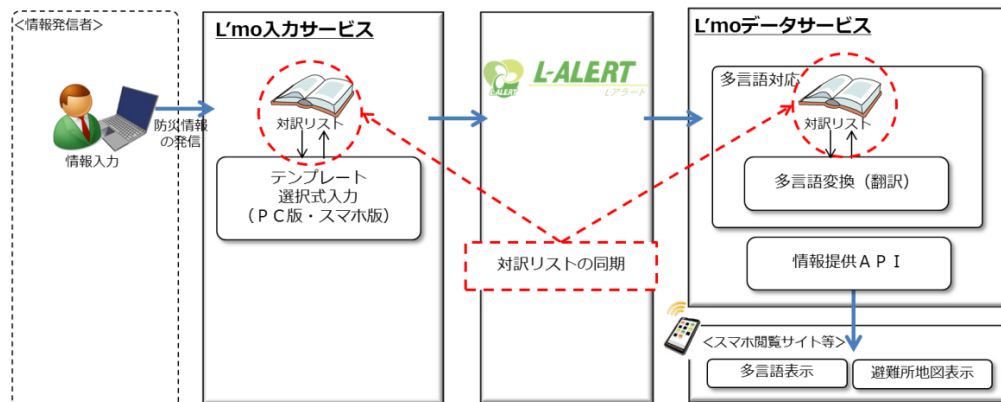 <情報発信者>
情報入力
防災情報
の発信
L’mo入力サービス
対訳リスト
テンプレート
選択式入力
（ＰＣ版・スマホ版）
L-ALERT
L-ALERT
Lアラート
対訳リストの同期
L’moデータサービス
多言語対応
対訳リスト
多言語変換（翻訳）
情報提供ＡＰＩ
<スマホ閲覧サイト等>
多言語表示
避難所地図表示